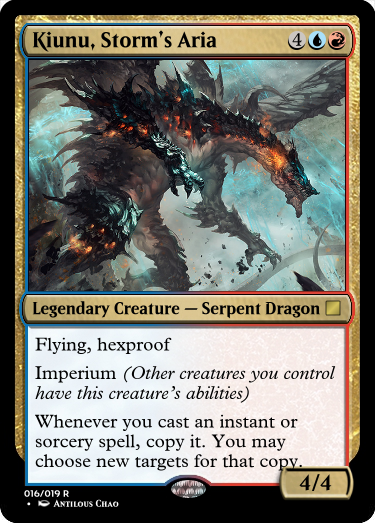 Kiunu, Storm's Aria 4
Legendary Creature — Serpent Dragon
Flying, hexproof
Imperium (Other creatures you control
have this creature's abilities)
Whenever you cast an instant or
sorcery spell, copy it. You may
choose new targets for that copy.
4/4
016/019 R
• Antilous Chao